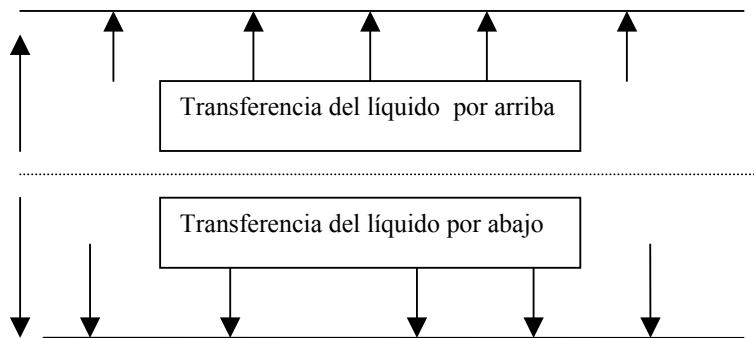 Transferencia del líquido por arriba
Transferencia del líquido por abajo